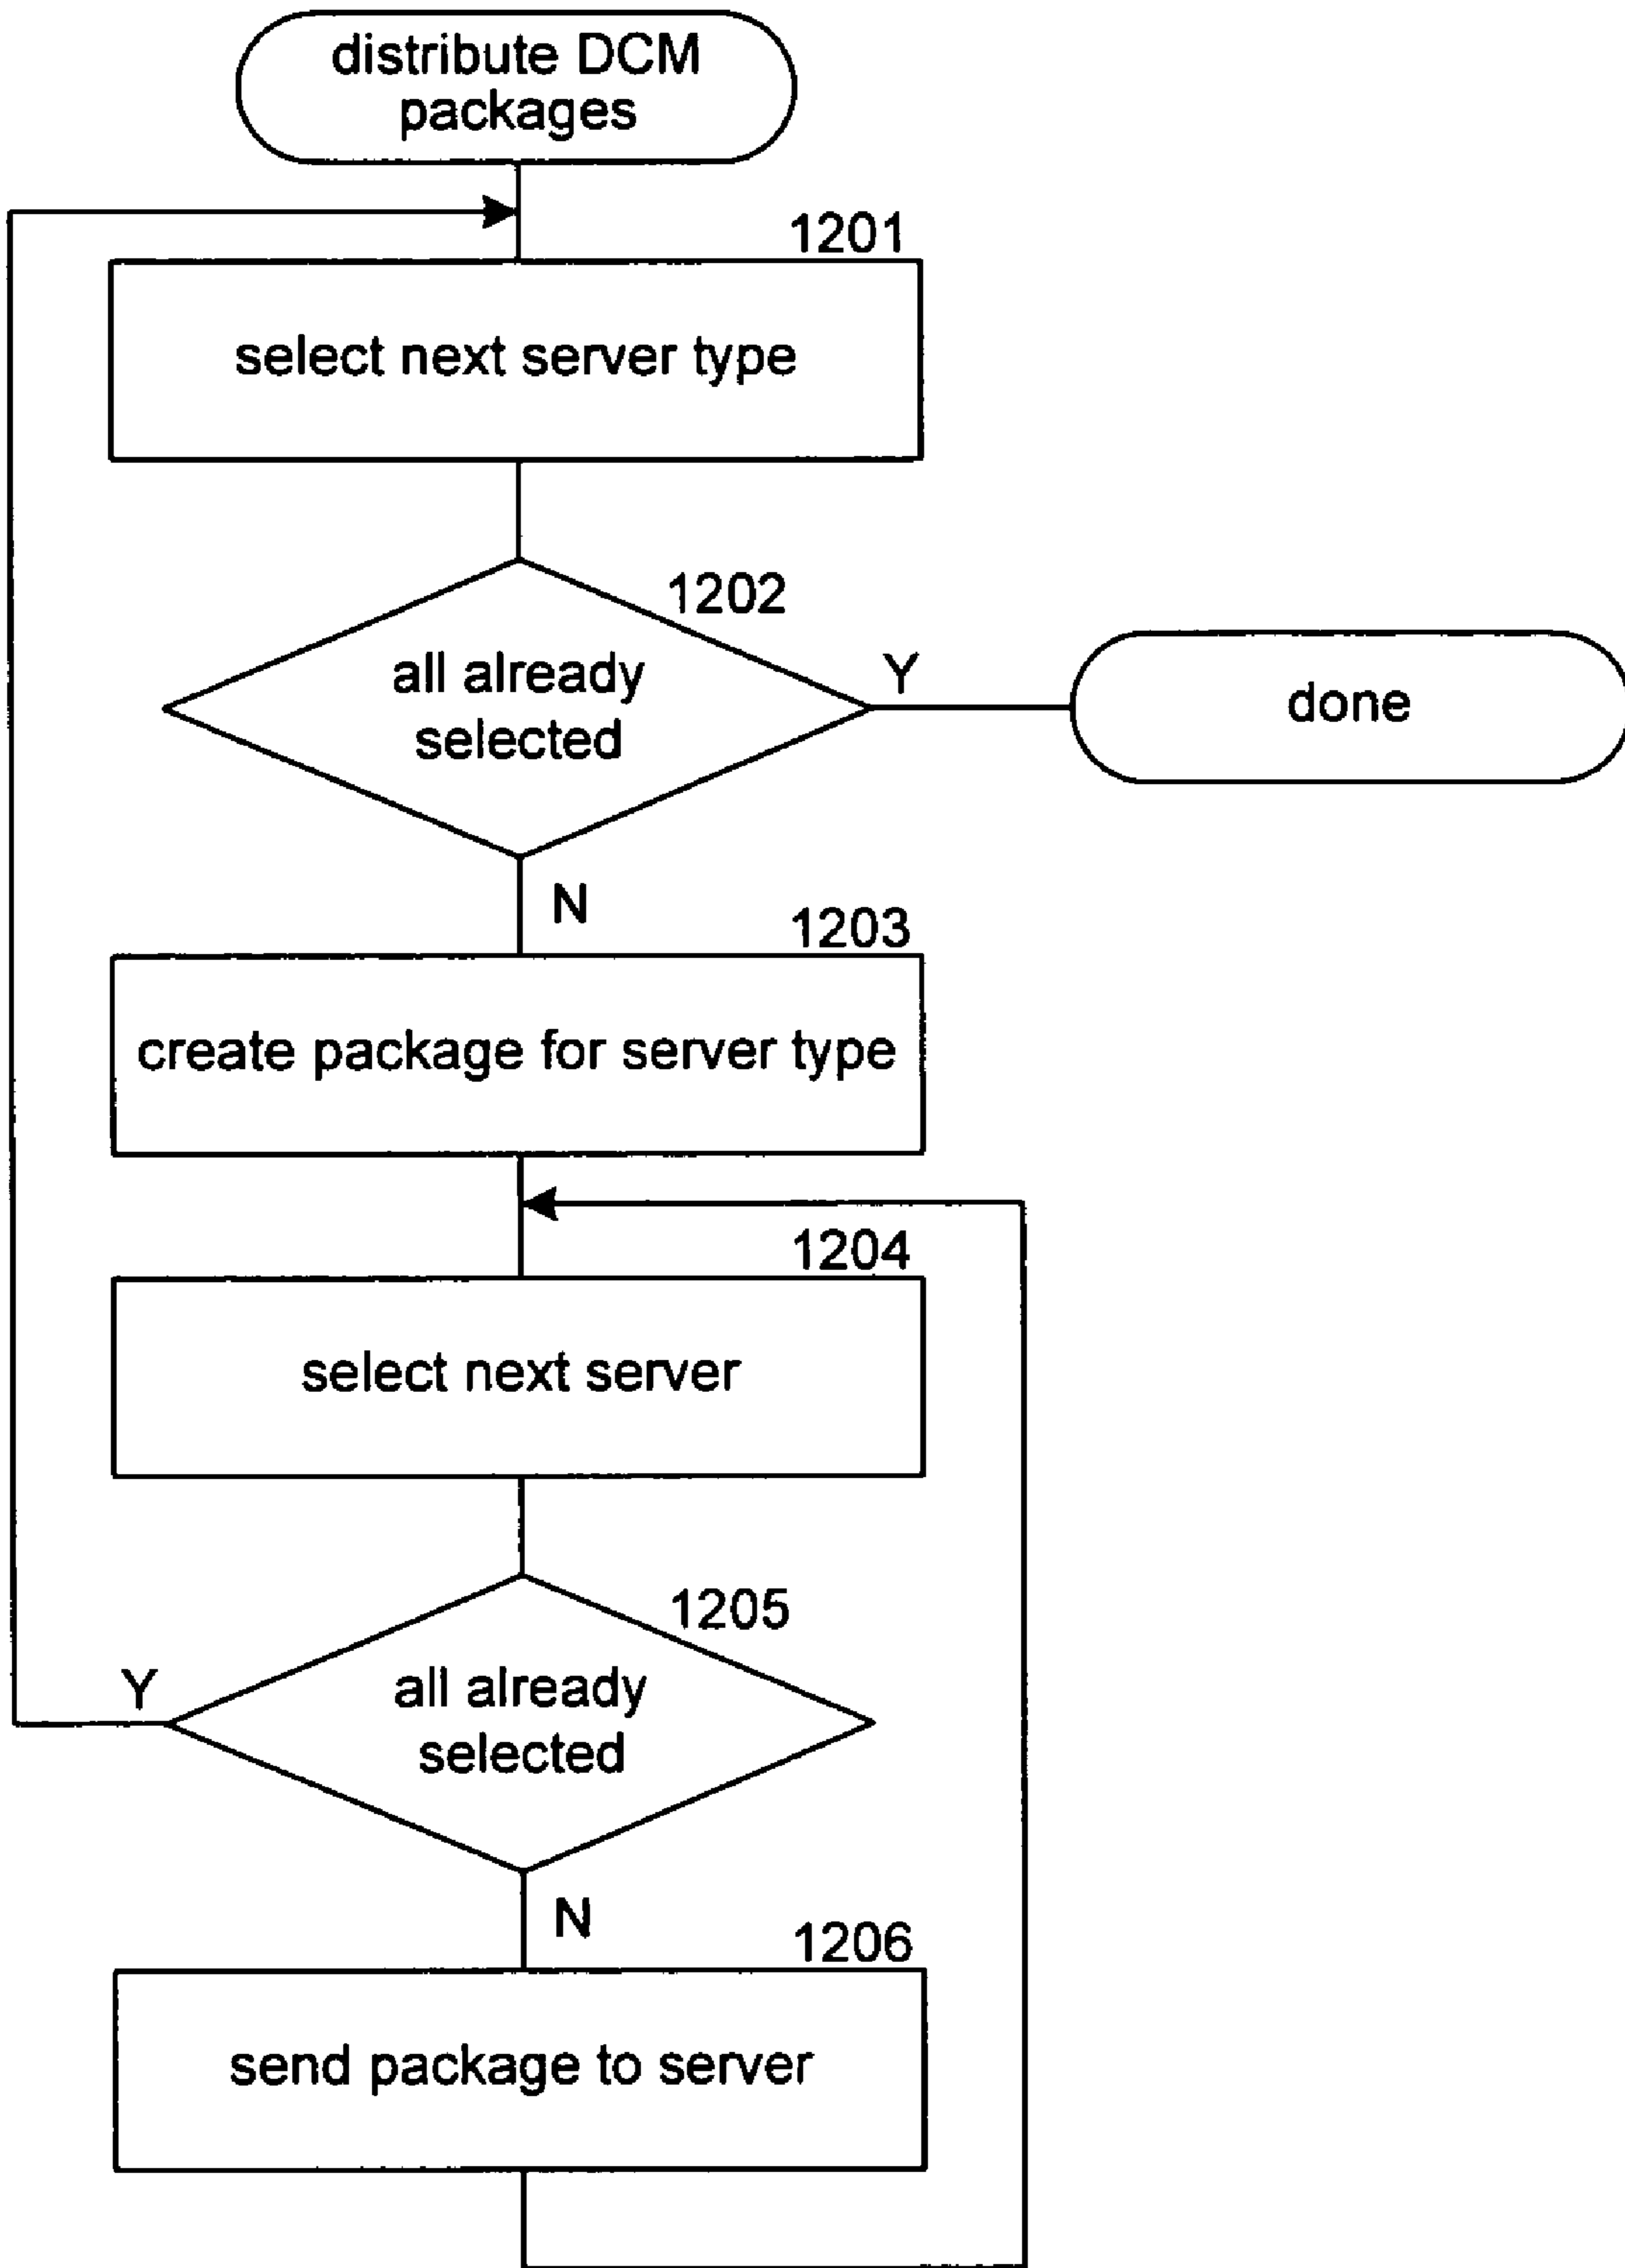 distribute DCM
packages
1201
select next server type
1202
all already
selected
Y
done
N
1203
create package for server type
1204
select next server
1205
all already
selected
Y
N
1206
send package to server